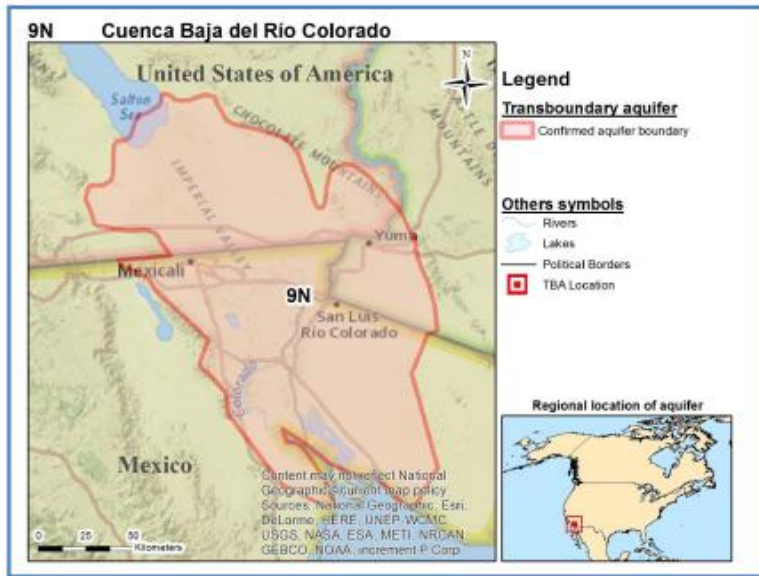 9N Cuenca Baja del Río Colorado
United States of America
N
Salton
Sea
CHOCOLATE MOUNTAINS
MOUNTAINS
IMPERIAL VALLEY
Yuma
Mexicali
9N
San Luis
Río Colorado
Colorado
Mexico
Content may not reflect National
Geographic's current map policy.
Sources: National Geographic, Esri,
DeLorme, HERE, UNEP-WCMC,
USGS, NASA, ESA, METI, NRCAN,
GEBCO, NOAA, increment P Corp.
0 25 50
Kilometers
Legend
Transboundary aquifer
Confirmed aquifer boundary
Others symbols
Rivers
Lakes
Political Borders
TBA Location
Regional location of aquifer